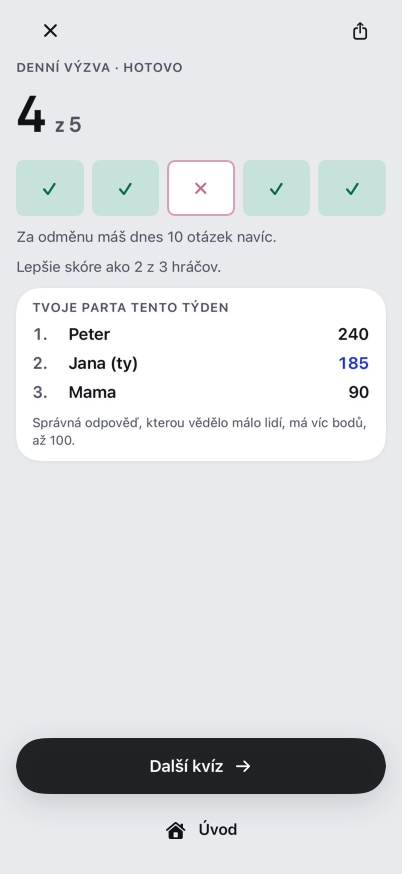 DENNÍ VÝZVA · HOTOVO
4 z 5
Za odměnu máš dnes 10 otázek navíc.
Lepšie skóre ako 2 z 3 hráčov.
TVOJE PARTA TENTO TÝDEN
1. Peter 240
2. Jana (ty) 185
3. Mama 90
Správná odpověď, kterou vědělo málo lidí, má víc bodů,
až 100.
Další kvíz →
Úvod